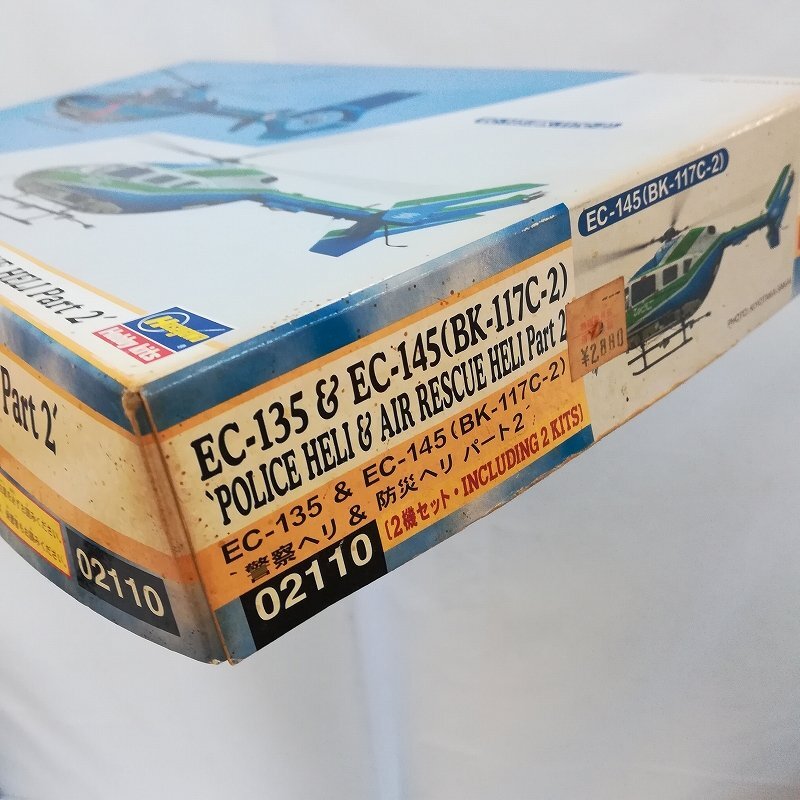 EC-145(BK-117C-2)
¥2,880
EC-135 & EC-145(BK-117C-2)
'POLICE HELI & AIR RESCUE HELI Part 2
EC-135 & EC-145(BK-117C-2)
'警察ヘリ & 防災ヘリ パート2'
(2機セット・INCLUDING 2 KITS)
02110
Hasegawa
Hobby kits
HELI Part 2'
Part 2'
02110